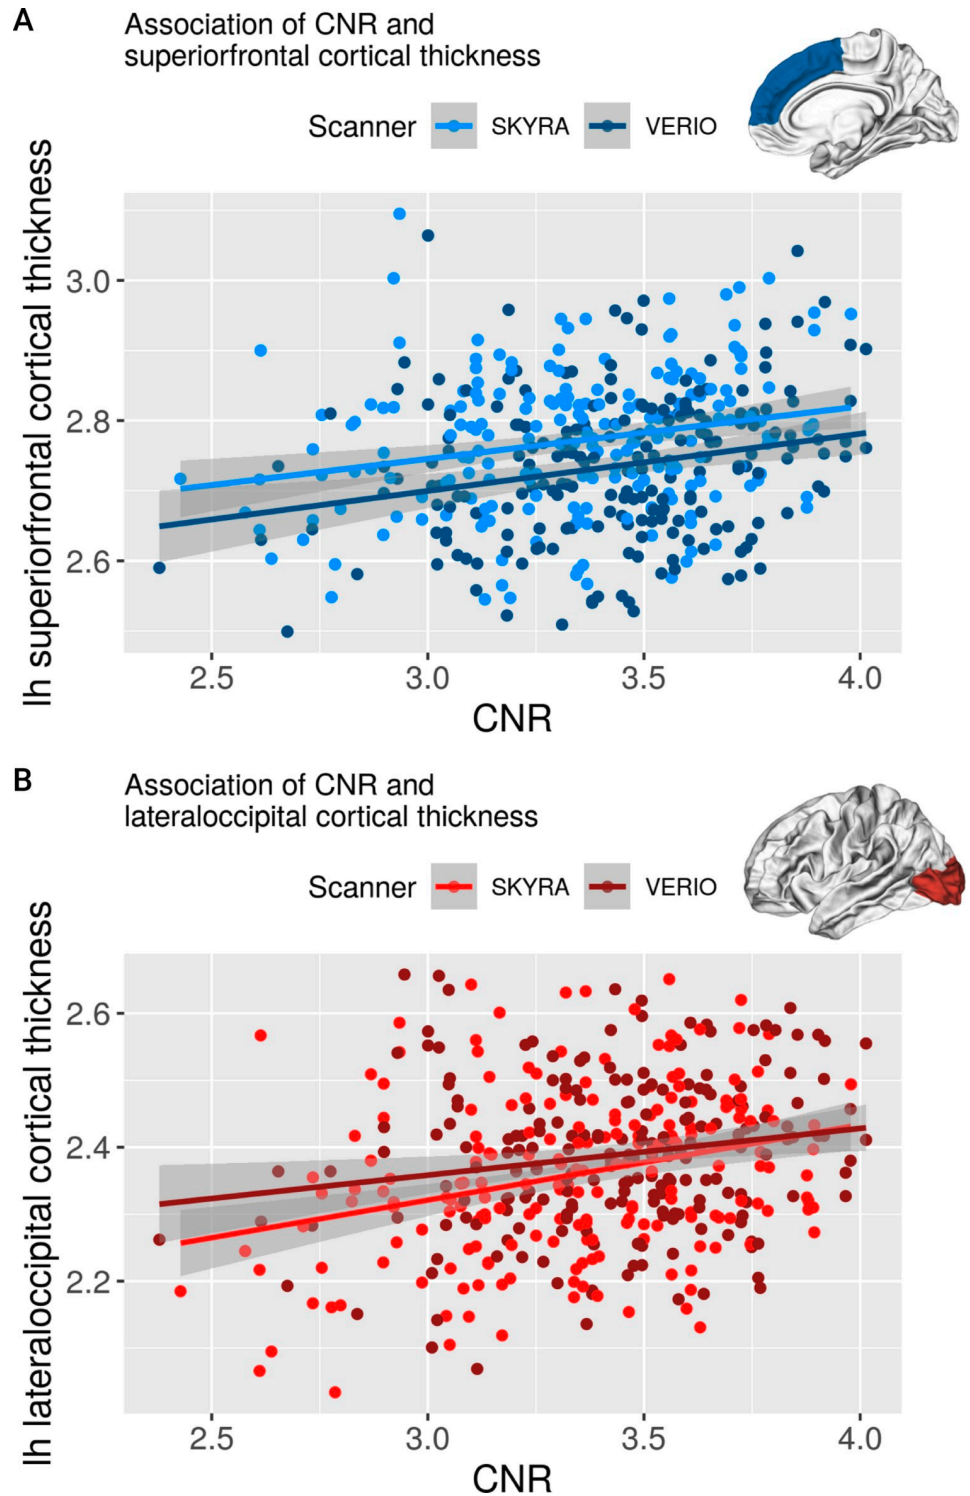 A
Association of CNR and
superiorfrontal cortical thickness
Scanner SKYRA VERIO
lh superiorfrontal cortical thickness
3.0
2.8
2.6
2.5 3.0 3.5 4.0
CNR
B
Association of CNR and
lateraloccipital cortical thickness
Scanner SKYRA VERIO
lh lateraloccipital cortical thickness
2.6
2.4
2.2
2.5 3.0 3.5 4.0
CNR